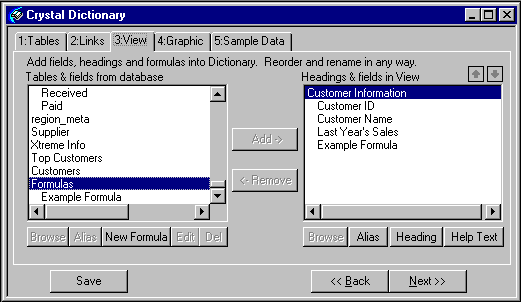 Crystal Dictionary
1:Tables 2:Links 3:View 4:Graphic 5:Sample Data
Add fields, headings and formulas into Dictionary. Reorder and rename in any way.
Tables & fields from database
Received
Paid
region_meta
Supplier
Xtreme Info
Top Customers
Customers
Formulas
Example Formula
Browse Alias New Formula Edit Del
Add ->
<- Remove
Headings & fields in View
Customer Information
Customer ID
Customer Name
Last Year's Sales
Example Formula
Browse Alias Heading Help Text
Save << Back Next >>